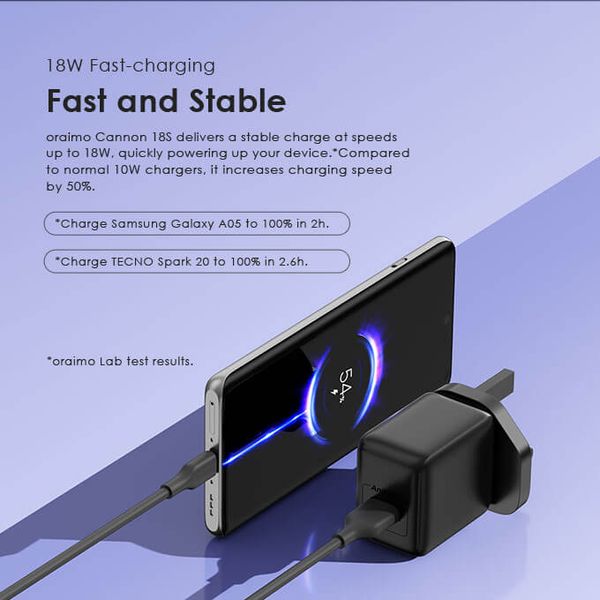 18W Fast-charging
Fast and Stable
oraimo Cannon 18S delivers a stable charge at speeds
up to 18W, quickly powering up your device.*Compared
to normal 10W chargers, it increases charging speed
by 50%.
*Charge Samsung Galaxy A05 to 100% in 2h.
*Charge TECNO Spark 20 to 100% in 2.6h.
*oraimo Lab test results.
54%